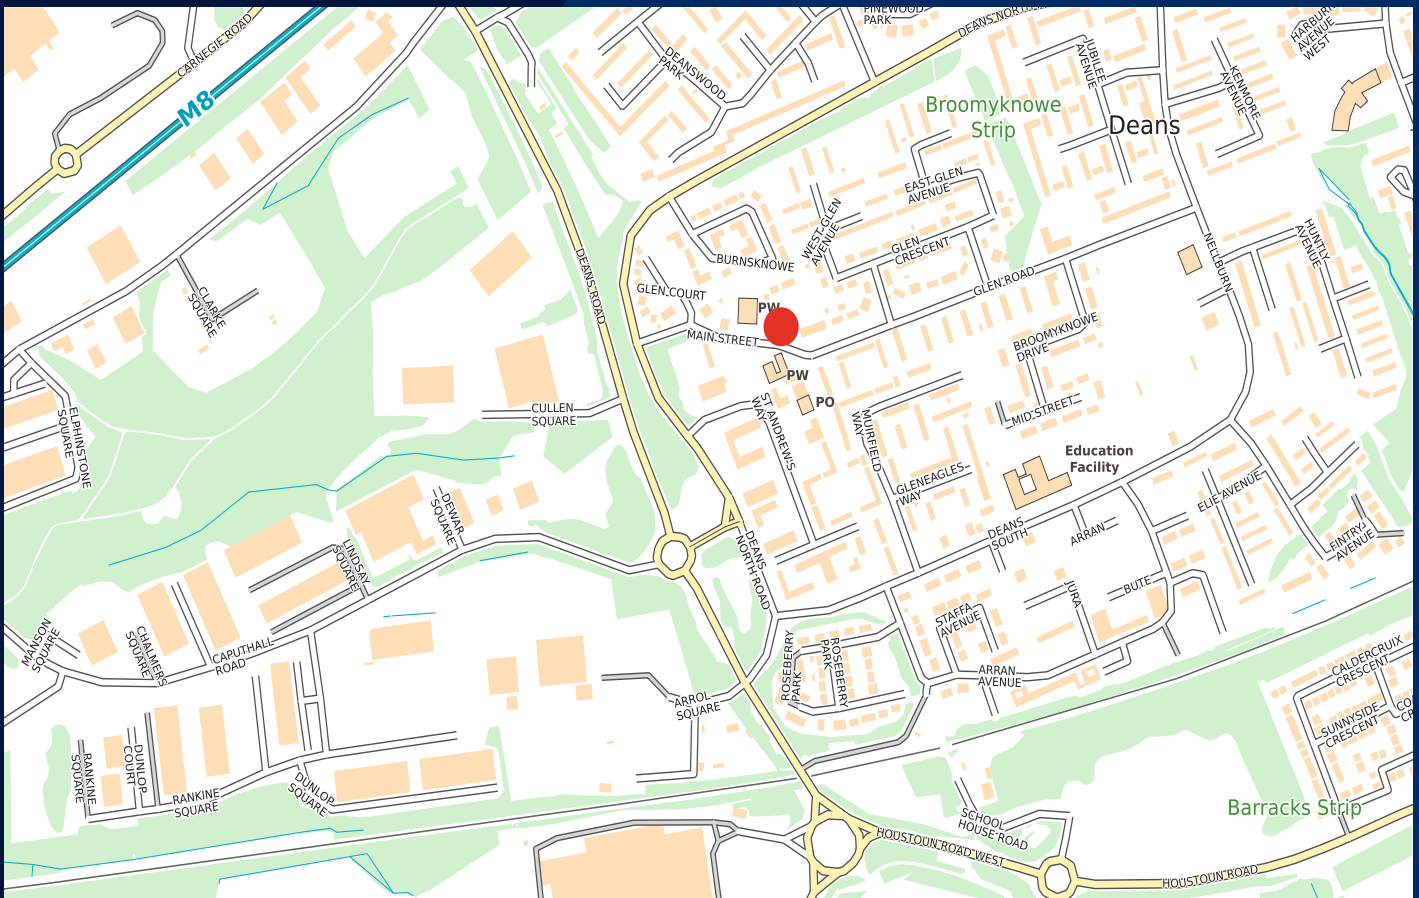 PINEWOOD
PARK
DEANS NORTH
CARNEGIE ROAD
M8
DEANSWOOD
PARK
JUBILEE
AVENUE
HARBURN
AVENUE
WEST
KENMORE
AVENUE
Broomyknowe
Strip
Deans
EAST GLEN
AVENUE
WEST GLEN
AVENUE
GLEN
CRESCENT
BURNSKNOWE
GLEN COURT
GLEN ROAD
NELLBURN
HUNTLY
AVENUE
DEANS ROAD
CLARKE
SQUARE
PW
MAIN STREET
PW
PO
BROOMYKNOWE
DRIVE
MID STREET
CULLEN
SQUARE
ST ANDREW'S
WAY
MUIRFIELD
WAY
GLENEAGLES
WAY
ELPHINSTONE
SQUARE
Education
Facility
DEWAR
SQUARE
LINDSAY
SQUARE
DEANS
NORTH ROAD
DEANS
SOUTH
ARRAN
ELIE AVENUE
FINTRY
AVENUE
JURA
BUTE
STAFFA
AVENUE
ARRAN
AVENUE
MANSON
SQUARE
CHALMERS
SQUARE
CAPUTHALL
ROAD
ROSEBERRY
PARK
ROSEBERRY
PARK
ARROL
SQUARE
CALDERCRUIX
CRESCENT
SUNNYSIDE
CRESCENT
CO
CR
RANKINE
SQUARE
DUNLOP
COURT
RANKINE
SQUARE
DUNLOP
SQUARE
SCHOOL
HOUSE ROAD
Barracks Strip
HOUSTOUN ROAD WEST
HOUSTOUN ROAD